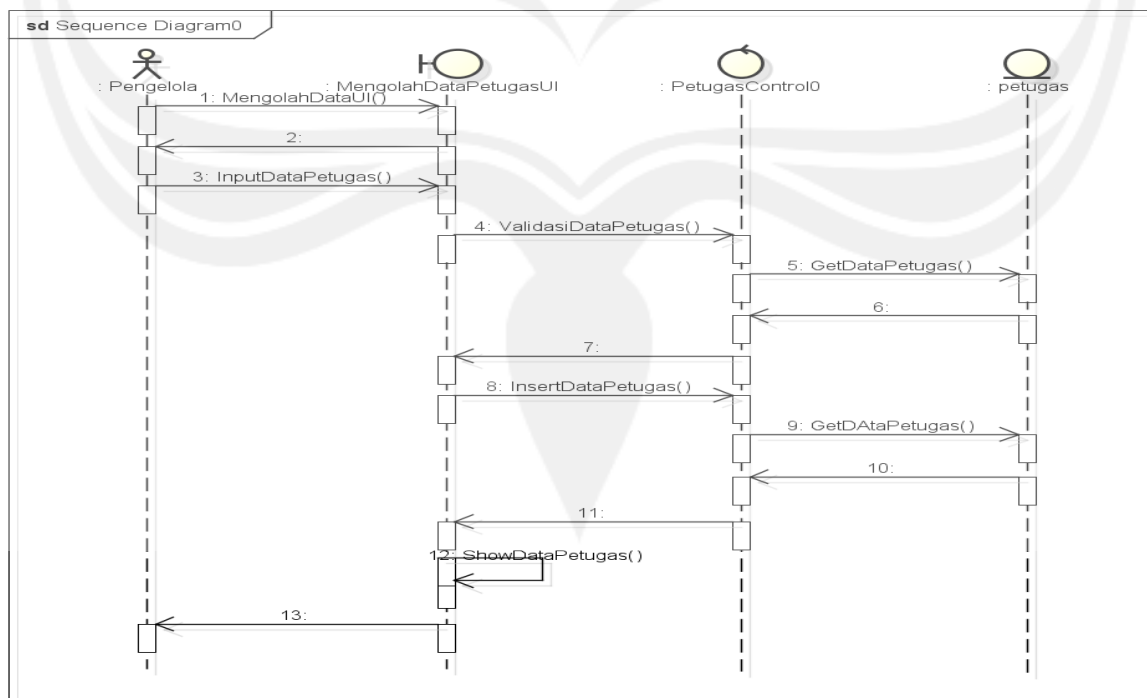 sd Sequence Diagram0
: Pengelola
: MengolahDataPetugasUI
: PetugasControl0
: petugas
1: MengolahDataUI()
2:
3: InputDataPetugas()
4: ValidasiDataPetugas()
5: GetDataPetugas()
6:
7:
8: InsertDataPetugas()
9: GetDAtaPetugas()
10:
11:
12: ShowDataPetugas()
13: